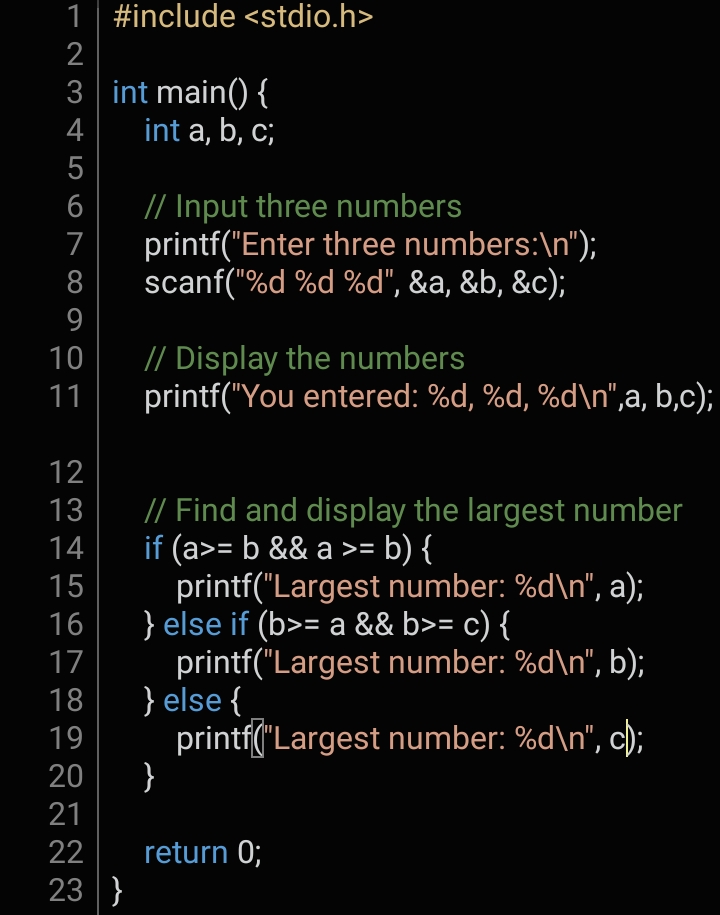 1 #include <stdio.h>
2
3 int main() {
4 int a, b, c;
5
6 // Input three numbers
7 printf("Enter three numbers:\n");
8 scanf("%d %d %d", &a, &b, &c);
9
10 // Display the numbers
11 printf("You entered: %d, %d, %d\n",a, b,c);
12
13 // Find and display the largest number
14 if (a>= b && a >= b) {
15 printf("Largest number: %d\n", a);
16 } else if (b>= a && b>= c) {
17 printf("Largest number: %d\n", b);
18 } else {
19 printf("Largest number: %d\n", c);
20 }
21
22 return 0;
23 }